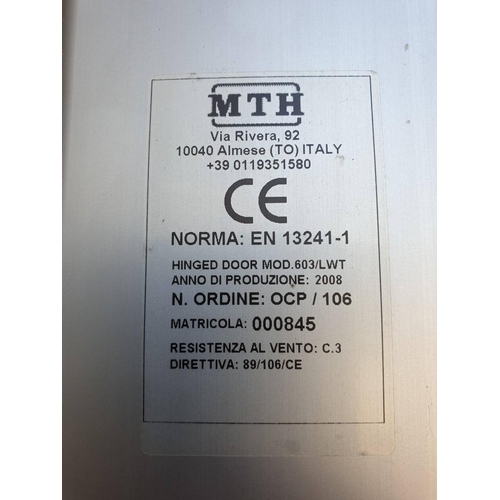 MTH
Via Rivera, 92
10040 Almese (TO) ITALY
+39 0119351580
CE
NORMA: EN 13241-1
HINGED DOOR MOD.603/LWT
ANNO DI PRODUZIONE: 2008
N. ORDINE: OCP / 106
MATRICOLA: 000845
RESISTENZA AL VENTO: C.3
DIRETTIVA: 89/106/CE